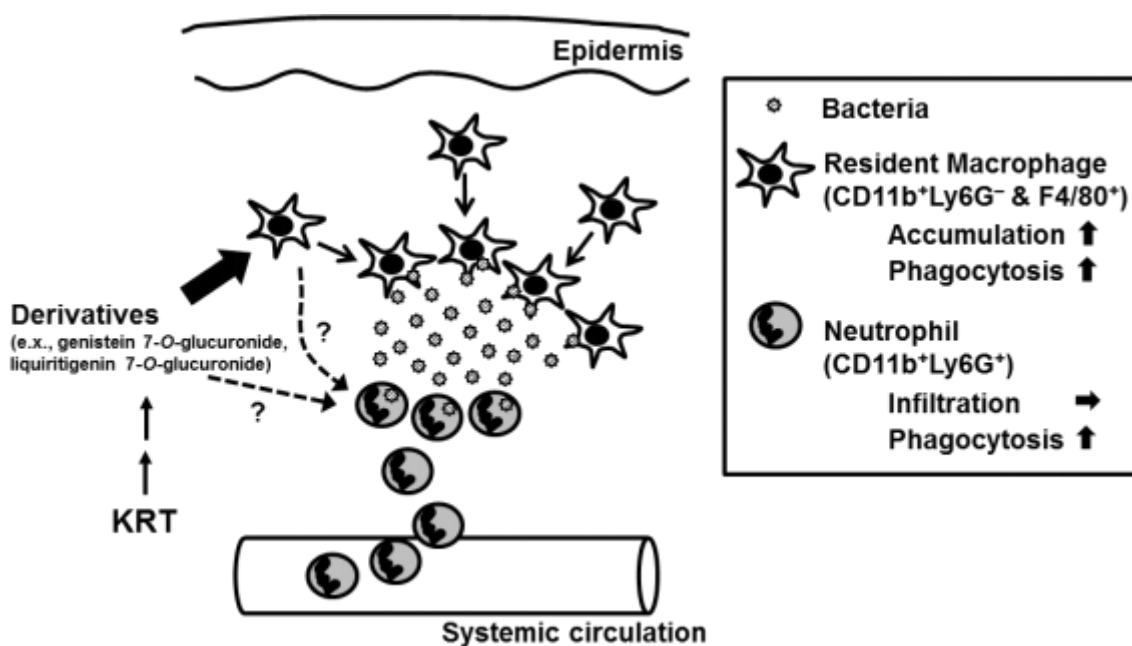 Epidermis
Derivatives
(e.x., genistein 7-O-glucuronide,
liquiritigenin 7-O-glucuronide)
?
?
KRT
Systemic circulation
Bacteria
Resident Macrophage
(CD11b⁺Ly6G⁻ & F4/80⁺)
Accumulation ⬆
Phagocytosis ⬆
Neutrophil
(CD11b⁺Ly6G⁺)
Infiltration ➡
Phagocytosis ⬆